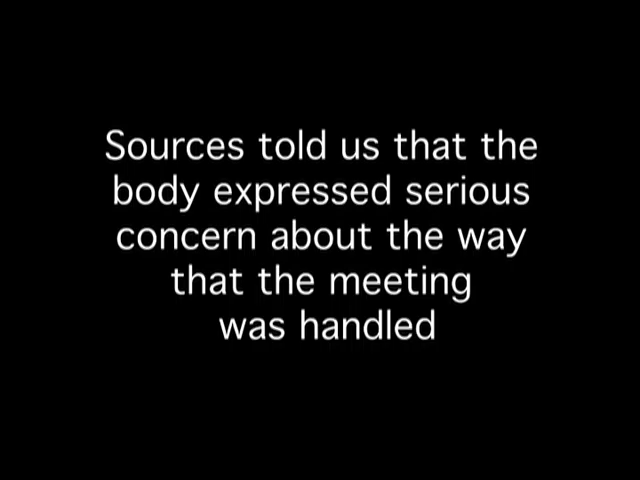 Sources told us that the
body expressed serious
concern about the way
that the meeting
was handled